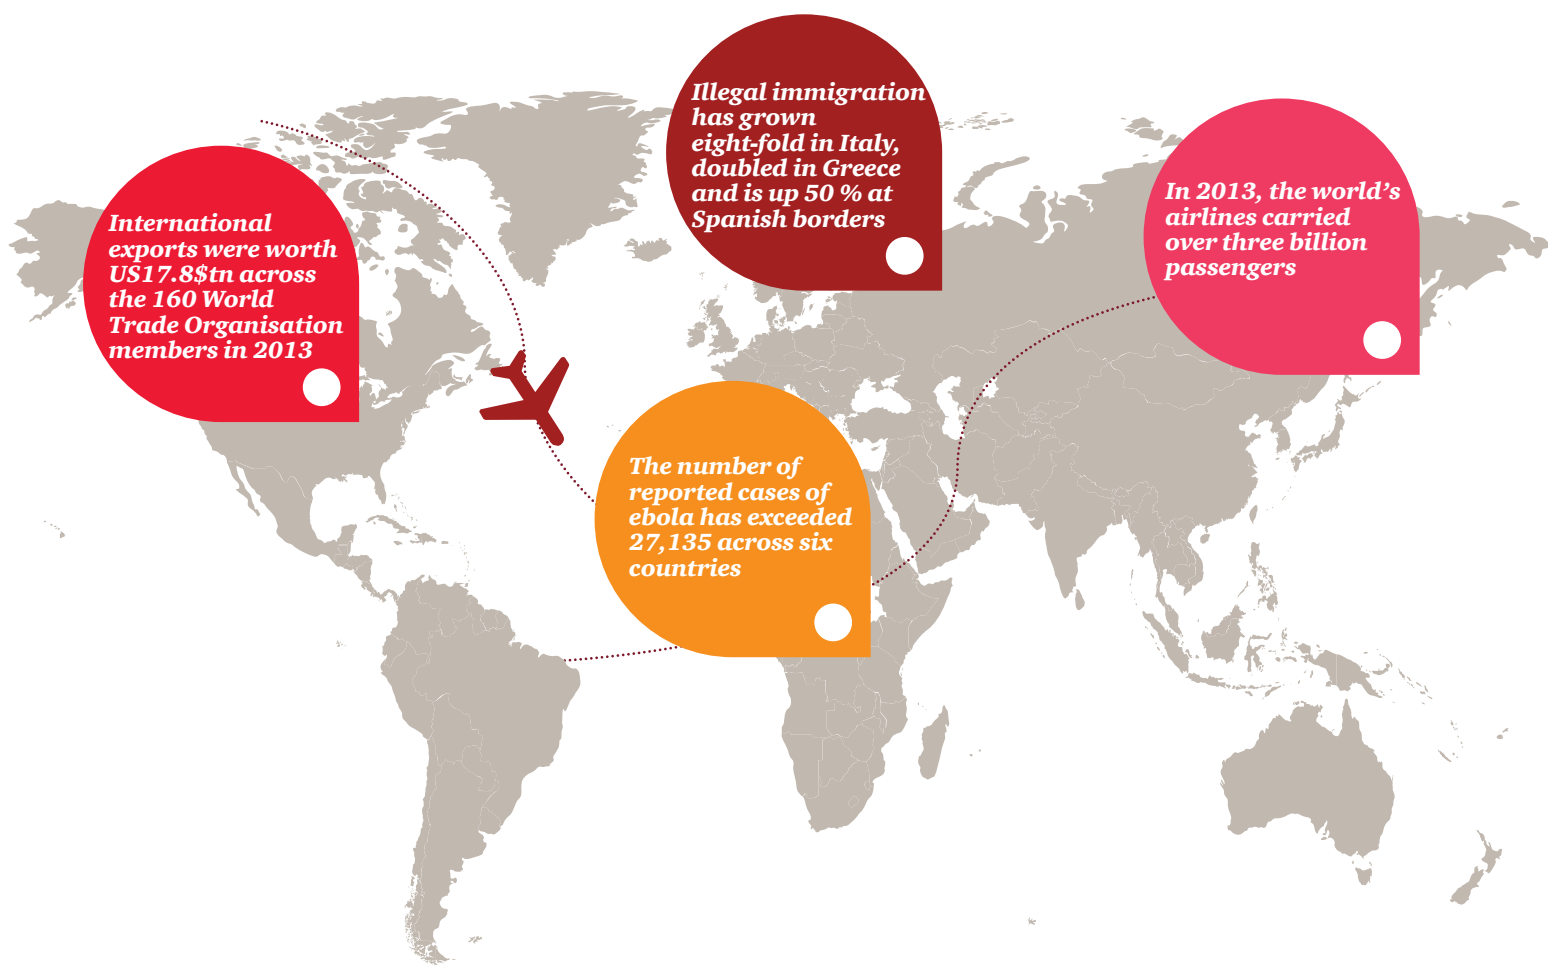 International
exports were worth
US17.8$tn across
the 160 World
Trade Organisation
members in 2013
Illegal immigration
has grown
eight-fold in Italy,
doubled in Greece
and is up 50 % at
Spanish borders
In 2013, the world’s
airlines carried
over three billion
passengers
The number of
reported cases of
ebola has exceeded
27,135 across six
countries